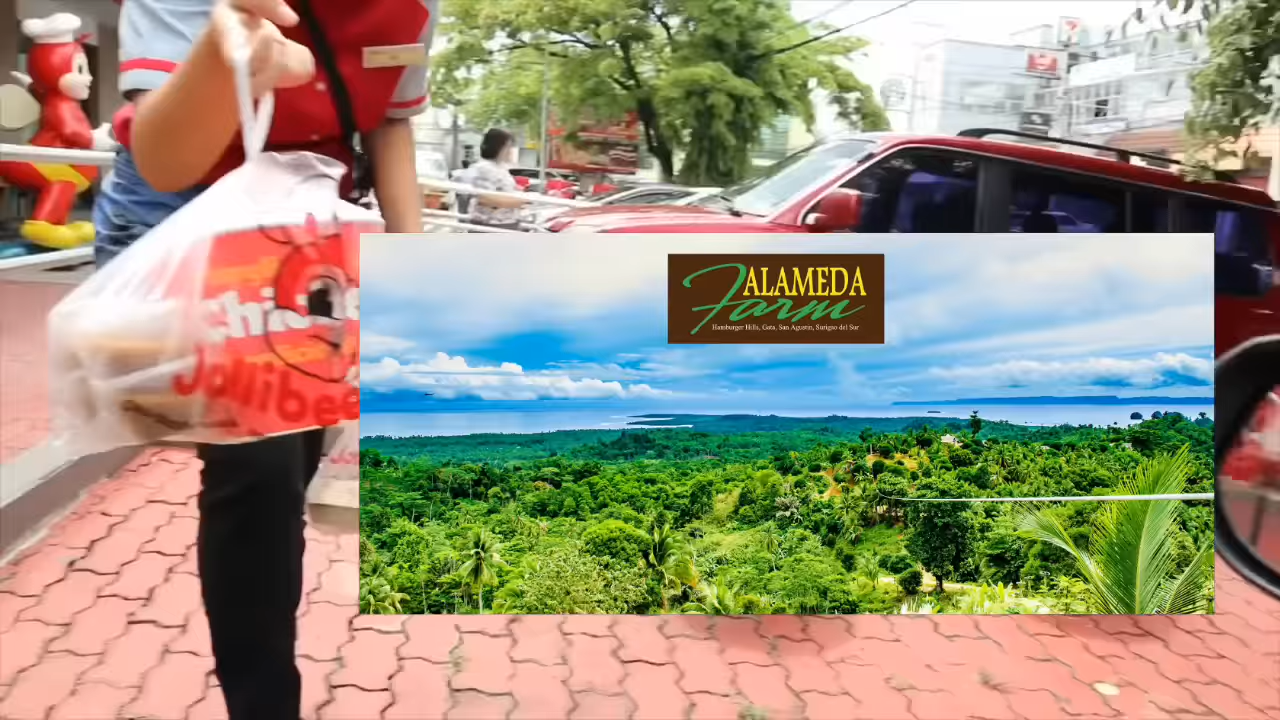 ALAMEDA
Farm
Hamburger Hills, Gata, San Agustin, Surigao del Sur
Jollibee